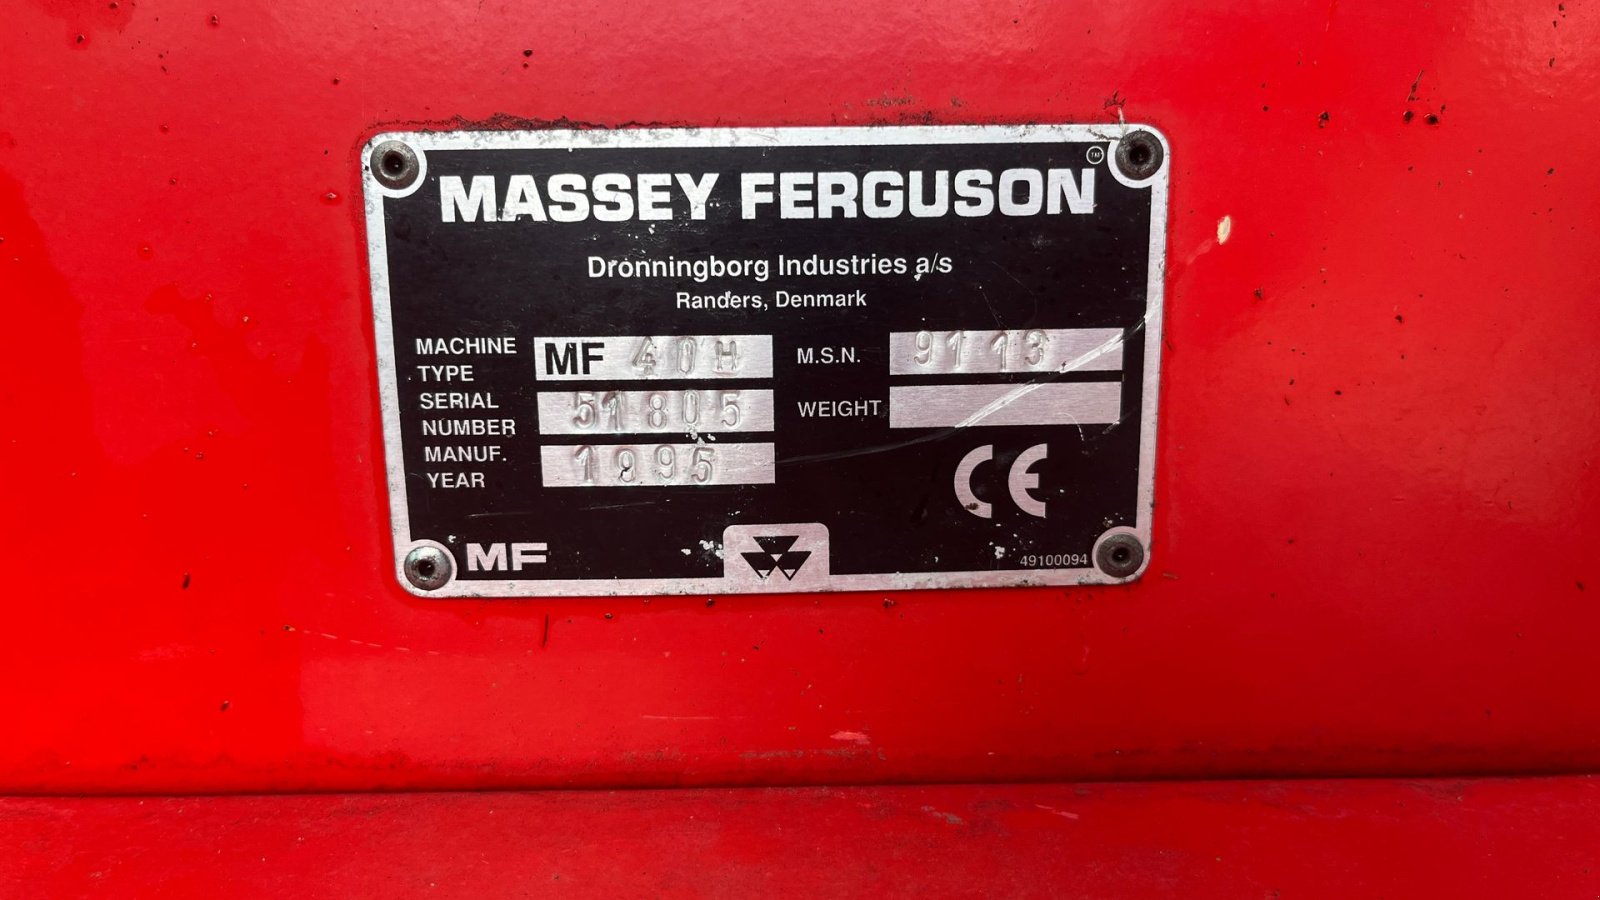 MASSEY FERGUSON ™
Dronningborg Industries a/s
Randers, Denmark
MACHINE TYPE MF 40H
SERIAL NUMBER 51805
MANUF. YEAR 1995
M.S.N. 9113
WEIGHT
CE
MF
49100094